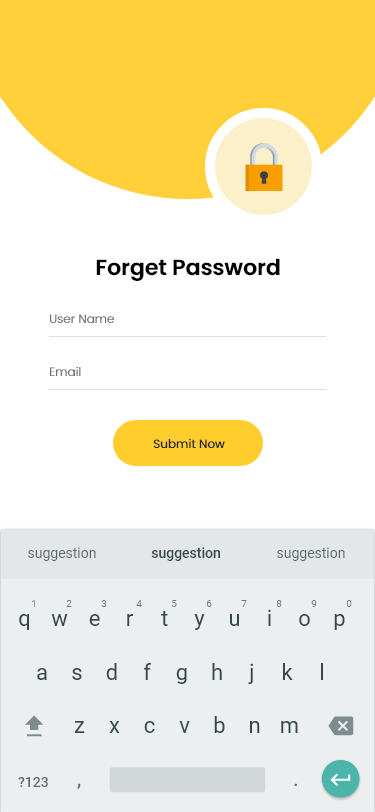 Forget Password
User Name
Email
Submit Now
suggestion suggestion suggestion
1 2 3 4 5 6 7 8 9 0
q w e r t y u i o p
a s d f g h j k l
z x c v b n m
?123 , .